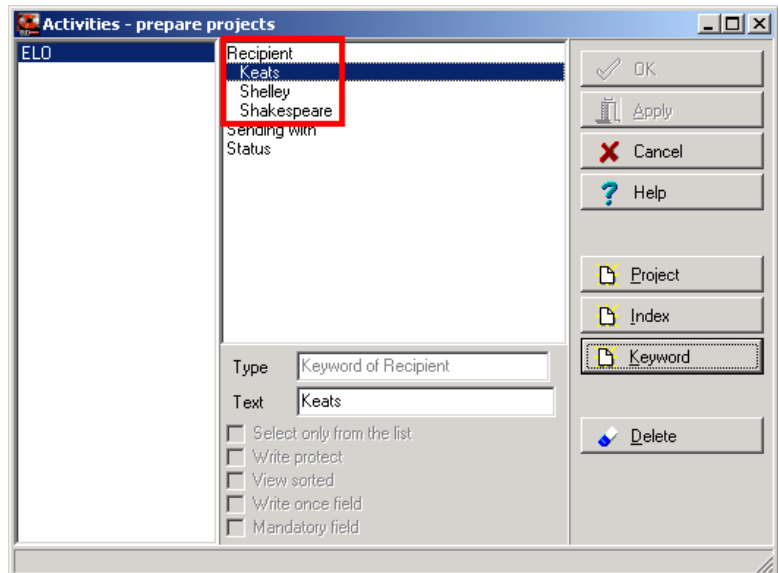 Activities - prepare projects
ELO
Recipient
Keats
Shelley
Shakespeare
Sending with
Status
OK
Apply
Cancel
Help
Project
Index
Keyword
Type Keyword of Recipient
Text Keats
Select only from the list
Write protect
View sorted
Write once field
Mandatory field
Delete